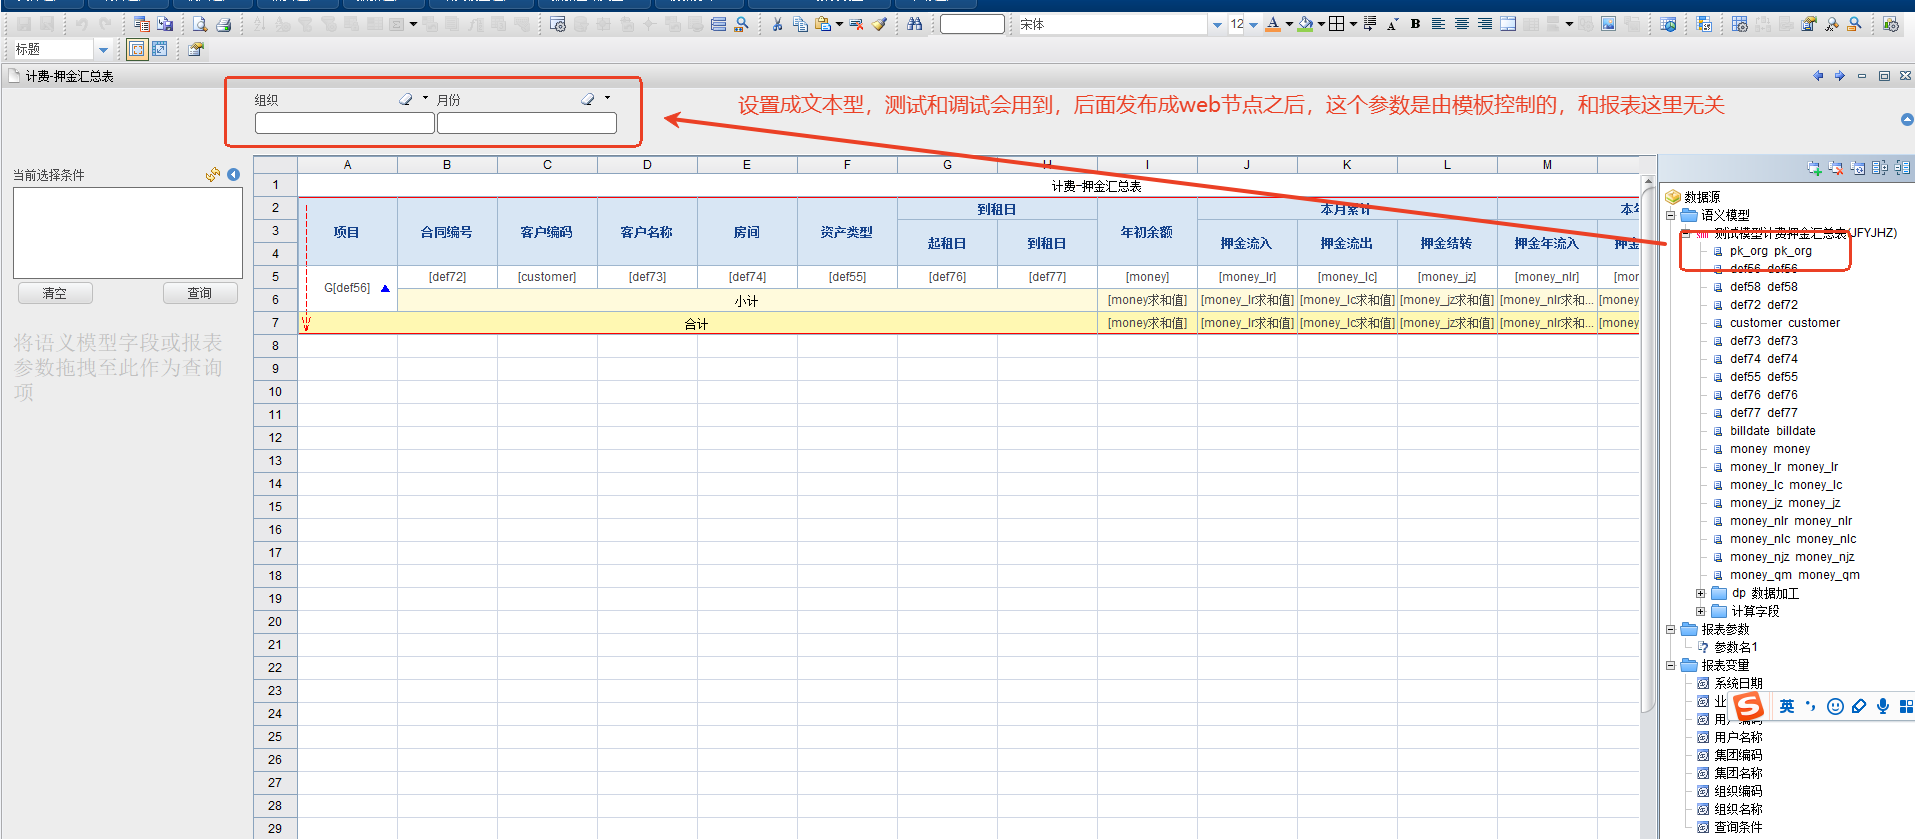 宋体
12
标题
计费-押金汇总表
组织
月份
设置成文本型，测试和调试会用到，后面发布成web节点之后，这个参数是由模板控制的，和报表这里无关
当前选择条件
清空
查询
将语义模型字段或报表
参数拖拽至此作为查询
项
A B C D E F G H I J K L M
1 计费-押金汇总表
2 到租日 本月累计
3 项目 合同编号 客户编码 客户名称 房间 资产类型 年初余额
4 起租日 到租日 押金流入 押金流出 押金结转 押金年流入
5 G[def56] [def72] [customer] [def73] [def74] [def55] [def76] [def77] [money] [money_lr] [money_lc] [money_jz] [money_nlr]
6 小计 [money求和值] [money_lr求和值] [money_lc求和值] [money_jz求和值] [money_nlr求和...
7 合计 [money求和值] [money_lr求和值] [money_lc求和值] [money_jz求和值] [money_nlr求和...
8
9
10
11
12
13
14
15
16
17
18
19
20
21
22
23
24
25
26
27
28
29
数据源
语义模型
测试模型计费押金汇总表(JFYJHZ)
pk_org pk_org
def56 def56
def58 def58
def72 def72
customer customer
def73 def73
def74 def74
def55 def55
def76 def76
def77 def77
billdate billdate
money money
money_lr money_lr
money_lc money_lc
money_jz money_jz
money_nlr money_nlr
money_nlc money_nlc
money_njz money_njz
money_qm money_qm
dp 数据加工
计算字段
报表参数
参数名1
报表变量
系统日期
英
用户名称
集团编码
集团名称
组织编码
组织名称
查询条件